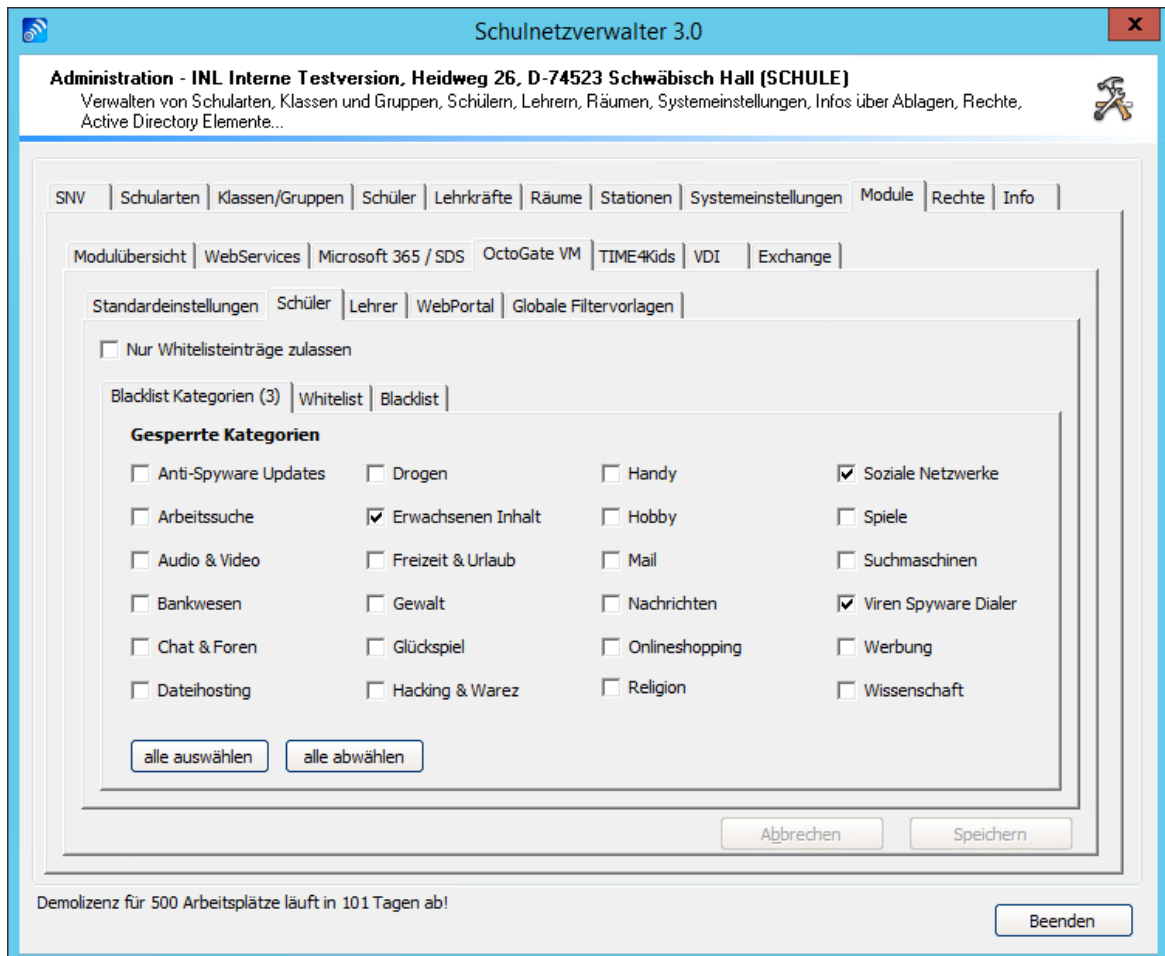 Schulnetzverwalter 3.0
x
Administration - INL Interne Testversion, Heidweg 26, D-74523 Schwäbisch Hall (SCHULE)
Verwalten von Schularten, Klassen und Gruppen, Schülern, Lehrern, Räumen, Systemeinstellungen, Infos über Ablagen, Rechte,
Active Directory Elemente...
SNV Schularten Klassen/Gruppen Schüler Lehrkräfte Räume Stationen Systemeinstellungen Module Rechte Info
Modulübersicht WebServices Microsoft 365 / SDS OctoGate VM TIME4Kids VDI Exchange
Standardeinstellungen Schüler Lehrer WebPortal Globale Filtervorlagen
Nur Whitelisteinträge zulassen
Blacklist Kategorien (3) Whitelist Blacklist
Gesperrte Kategorien
Anti-Spyware Updates Drogen Handy Soziale Netzwerke
Arbeitssuche Erwachsenen Inhalt Hobby Spiele
Audio & Video Freizeit & Urlaub Mail Suchmaschinen
Bankwesen Gewalt Nachrichten Viren Spyware Dialer
Chat & Foren Glückspiel Onlineshopping Werbung
Dateihosting Hacking & Warez Religion Wissenschaft
alle auswählen alle abwählen
Abbrechen Speichern
Demolizenz für 500 Arbeitsplätze läuft in 101 Tagen ab!
Beenden